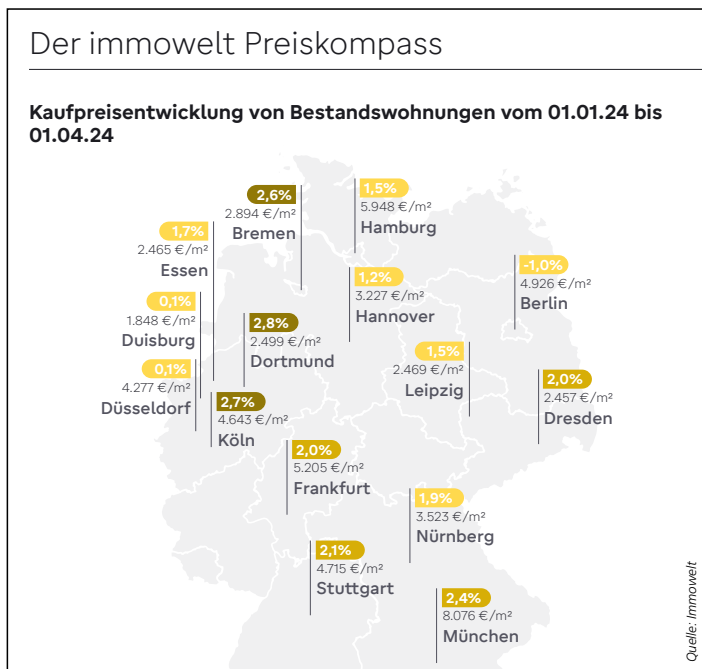 Der immowelt Preiskompass
Kaufpreisentwicklung von Bestandswohnungen vom 01.01.24 bis
01.04.24
2,6%
2.894 €/m²
Bremen
1,5%
5.948 €/m²
Hamburg
1,7%
2.465 €/m²
Essen
1,2%
3.227 €/m²
Hannover
-1,0%
4.926 €/m²
Berlin
0,1%
1.848 €/m²
Duisburg
2,8%
2.499 €/m²
Dortmund
1,5%
2.469 €/m²
Leipzig
0,1%
4.277 €/m²
Düsseldorf
2,0%
2.457 €/m²
Dresden
2,7%
4.643 €/m²
Köln
2,0%
5.205 €/m²
Frankfurt
1,9%
3.523 €/m²
Nürnberg
2,1%
4.715 €/m²
Stuttgart
2,4%
8.076 €/m²
München
Quelle: Immowelt